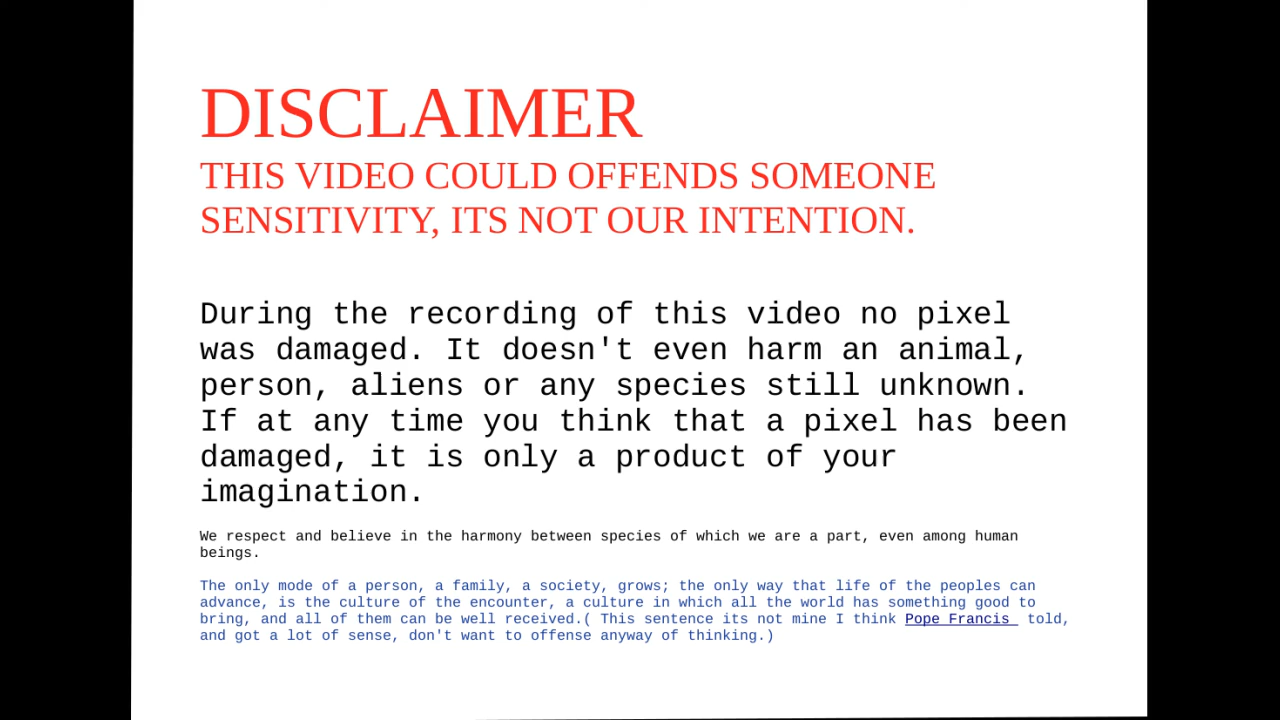 DISCLAIMER
THIS VIDEO COULD OFFENDS SOMEONE
SENSITIVITY, ITS NOT OUR INTENTION.
During the recording of this video no pixel
was damaged. It doesn't even harm an animal,
person, aliens or any species still unknown.
If at any time you think that a pixel has been
damaged, it is only a product of your
imagination.
We respect and believe in the harmony between species of which we are a part, even among human
beings.
The only mode of a person, a family, a society, grows; the only way that life of the peoples can
advance, is the culture of the encounter, a culture in which all the world has something good to
bring, and all of them can be well received.( This sentence its not mine I think Pope Francis  told,
and got a lot of sense, don't want to offense anyway of thinking.)